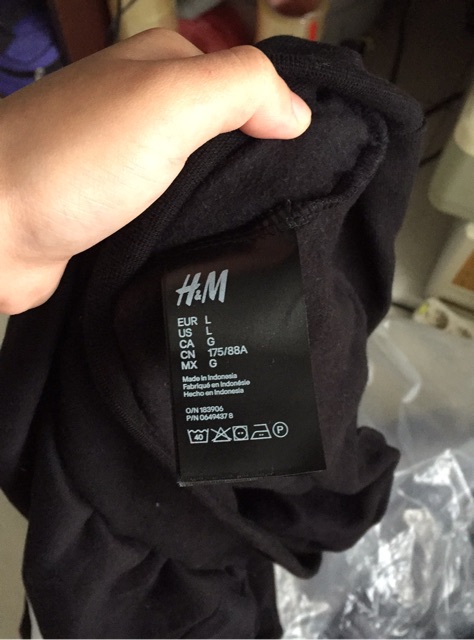 H&M
EUR L
US L
CA G
CN 175/88A
MX G
Made in Indonesia
Fabriqué en Indonésie
Hecho en Indonesia
O/N 183906
P/N 0649437 8
40 P